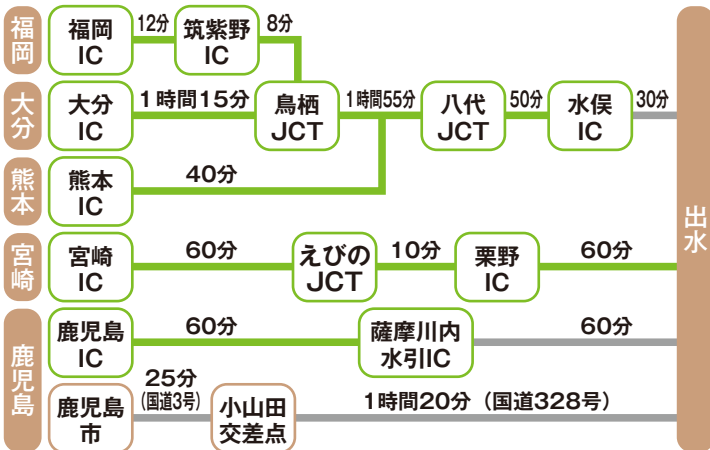 福岡
福岡
IC
12分
筑紫野
IC
8分
大分
大分
IC
1時間15分
鳥栖
JCT
1時間55分
八代
JCT
50分
水俣
IC
30分
熊本
熊本
IC
40分
宮崎
宮崎
IC
60分
えびの
JCT
10分
栗野
IC
60分
鹿児島
鹿児島
IC
60分
薩摩川内
水引IC
60分
鹿児島
市
25分
(国道3号)
小山田
交差点
1時間20分（国道328号）
出水